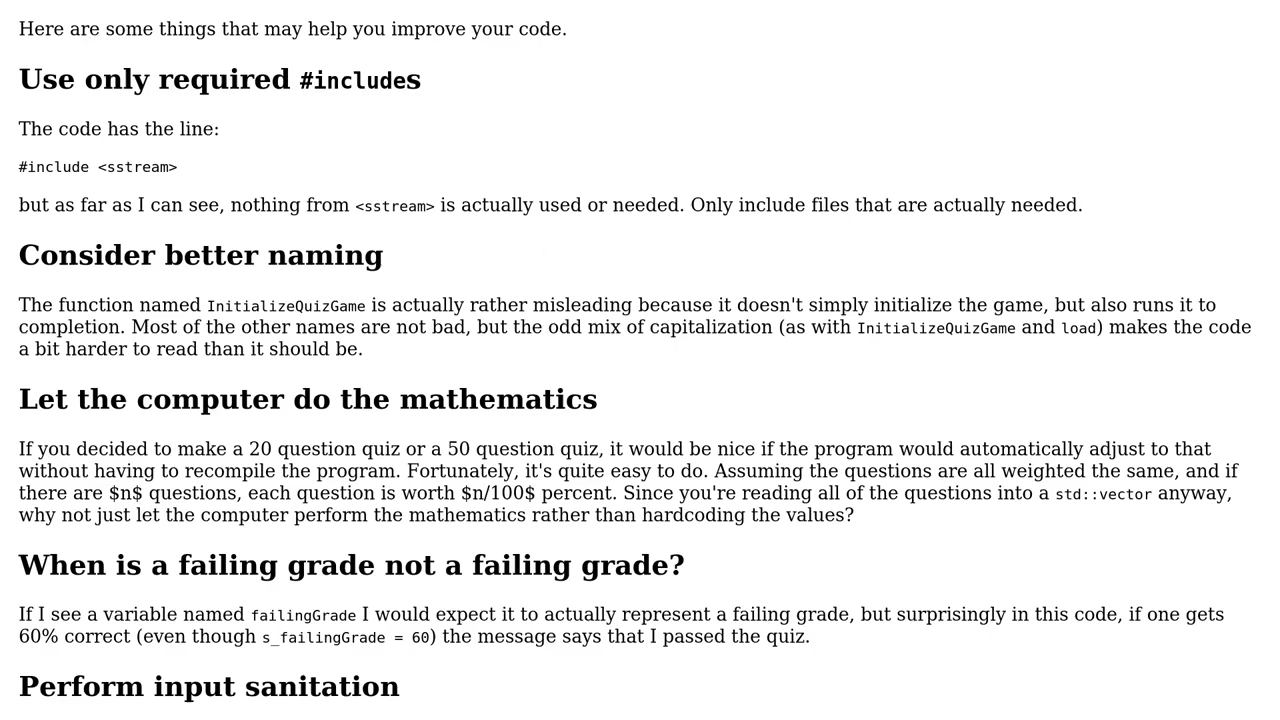 Here are some things that may help you improve your code.
Use only required #includes
The code has the line:
#include <sstream>
but as far as I can see, nothing from <sstream> is actually used or needed. Only include files that are actually needed.
Consider better naming
The function named InitializeQuizGame is actually rather misleading because it doesn't simply initialize the game, but also runs it to
completion. Most of the other names are not bad, but the odd mix of capitalization (as with InitializeQuizGame and load) makes the code
a bit harder to read than it should be.
Let the computer do the mathematics
If you decided to make a 20 question quiz or a 50 question quiz, it would be nice if the program would automatically adjust to that
without having to recompile the program. Fortunately, it's quite easy to do. Assuming the questions are all weighted the same, and if
there are $n$ questions, each question is worth $n/100$ percent. Since you're reading all of the questions into a std::vector anyway,
why not just let the computer perform the mathematics rather than hardcoding the values?
When is a failing grade not a failing grade?
If I see a variable named failingGrade I would expect it to actually represent a failing grade, but surprisingly in this code, if one gets
60% correct (even though s_failingGrade = 60) the message says that I passed the quiz.
Perform input sanitation